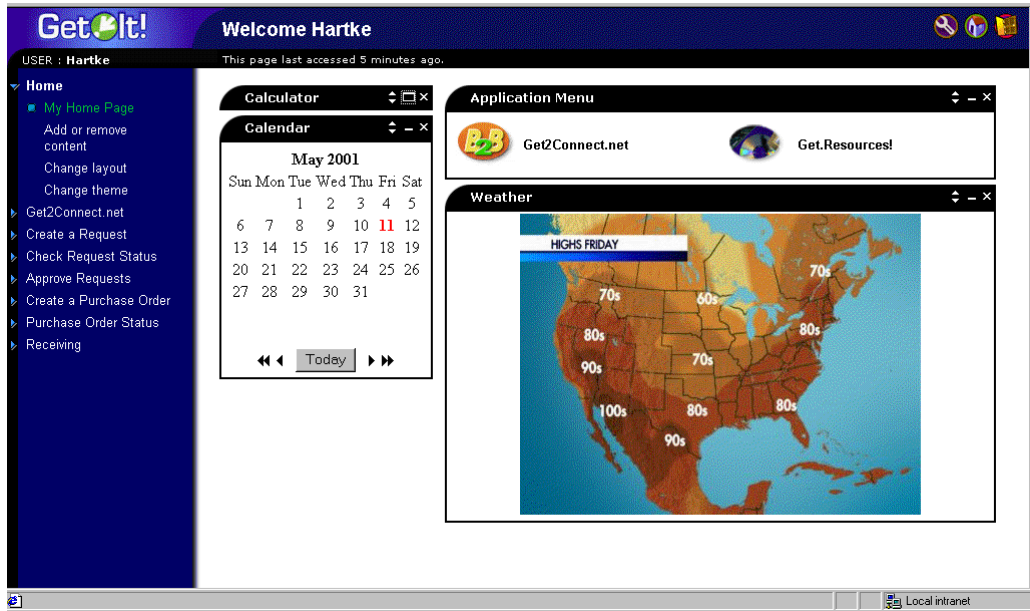 Get It!
Welcome Hartke
USER : Hartke
This page last accessed 5 minutes ago.
Home
My Home Page
Add or remove
content
Change layout
Change theme
Get2Connect.net
Create a Request
Check Request Status
Approve Requests
Create a Purchase Order
Purchase Order Status
Receiving
Calculator
Calendar
May 2001
Sun Mon Tue Wed Thu Fri Sat
1 2 3 4 5
6 7 8 9 10 11 12
13 14 15 16 17 18 19
20 21 22 23 24 25 26
27 28 29 30 31
Today
Application Menu
B2B
Get2Connect.net
Get.Resources!
Weather
HIGHS FRIDAY
70s
70s
60s
80s
80s
90s
70s
100s
80s
80s
90s
Local intranet